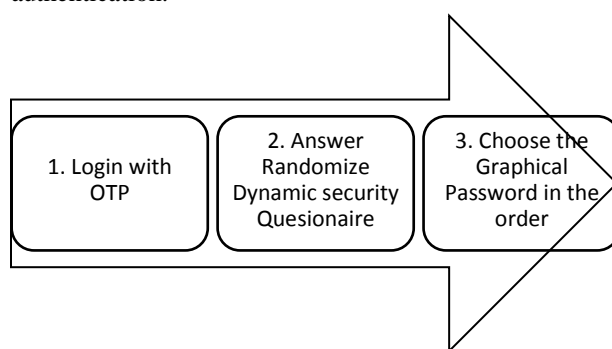 authentication.
1. Login with
OTP
2. Answer
Randomize
Dynamic security
Quesionaire
3. Choose the
Graphical
Password in the
order